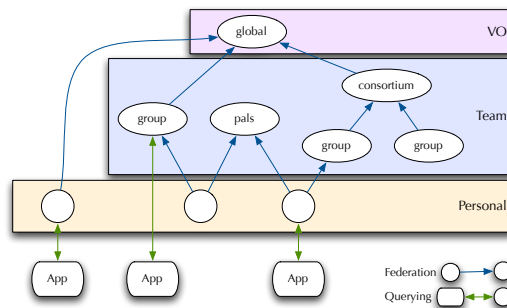 global
VO
consortium
group
pals
Team
group
group
Personal
App
App
App
Federation
Querying